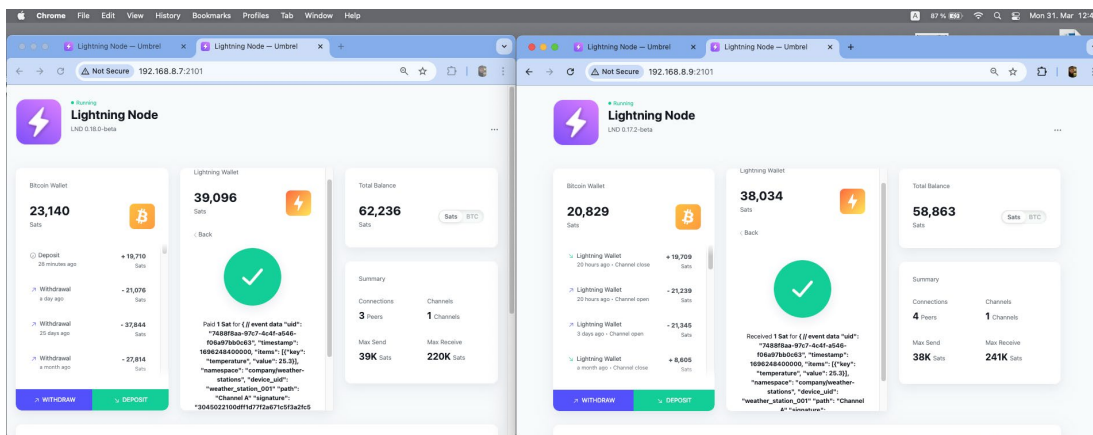 Chrome File Edit View History Bookmarks Profiles Tab Window Help
A 87 % Mon 31. Mar 12:4
Lightning Node — Umbrel × Lightning Node — Umbrel × +
Not Secure 192.168.8.7:2101
Running
Lightning Node
LND 0.18.0-beta
...
Bitcoin Wallet
23,140
Sats
Deposit + 19,710
26 minutes ago Sats
Withdrawal - 21,076
a day ago Sats
Withdrawal - 37,844
25 days ago Sats
Withdrawal - 27,814
a month ago Sats
WITHDRAW DEPOSIT
Lightning Wallet
39,096
Sats
‹ Back
Paid 1 Sat for { // event data "uid":
"7488f8aa-97c7-4c4f-a546-
f06a97bb0c63", "timestamp":
1696248400000, "items": [{"key":
"temperature", "value": 25.3}],
"namespace": "company/weather-
stations", "device_uid":
"weather_station_001" "path":
"Channel A" "signature":
"3045022100dff1d77f2a671c5f3a2fc5
Total Balance
62,236
Sats
Sats BTC
Summary
Connections Channels
3 Peers 1 Channels
Max Send Max Receive
39K Sats 220K Sats
Lightning Node — Umbrel × Lightning Node — Umbrel × +
Not Secure 192.168.8.9:2101
Running
Lightning Node
LND 0.17.2-beta
...
Bitcoin Wallet
20,829
Sats
Lightning Wallet + 19,709
20 hours ago • Channel close Sats
Lightning Wallet - 21,239
20 hours ago • Channel open Sats
Lightning Wallet - 21,345
3 days ago • Channel open Sats
Lightning Wallet + 8,605
a month ago • Channel close Sats
WITHDRAW DEPOSIT
Lightning Wallet
38,034
Sats
‹ Back
Received 1 Sat for { // event data "uid":
"7488f8aa-97c7-4c4f-a546-
f06a97bb0c63", "timestamp":
1696248400000, "items": [{"key":
"temperature", "value": 25.3}],
"namespace": "company/weather-
stations", "device_uid":
"weather_station_001" "path":
"Channel A" "signature":
Total Balance
58,863
Sats
Sats BTC
Summary
Connections Channels
4 Peers 1 Channels
Max Send Max Receive
38K Sats 241K Sats